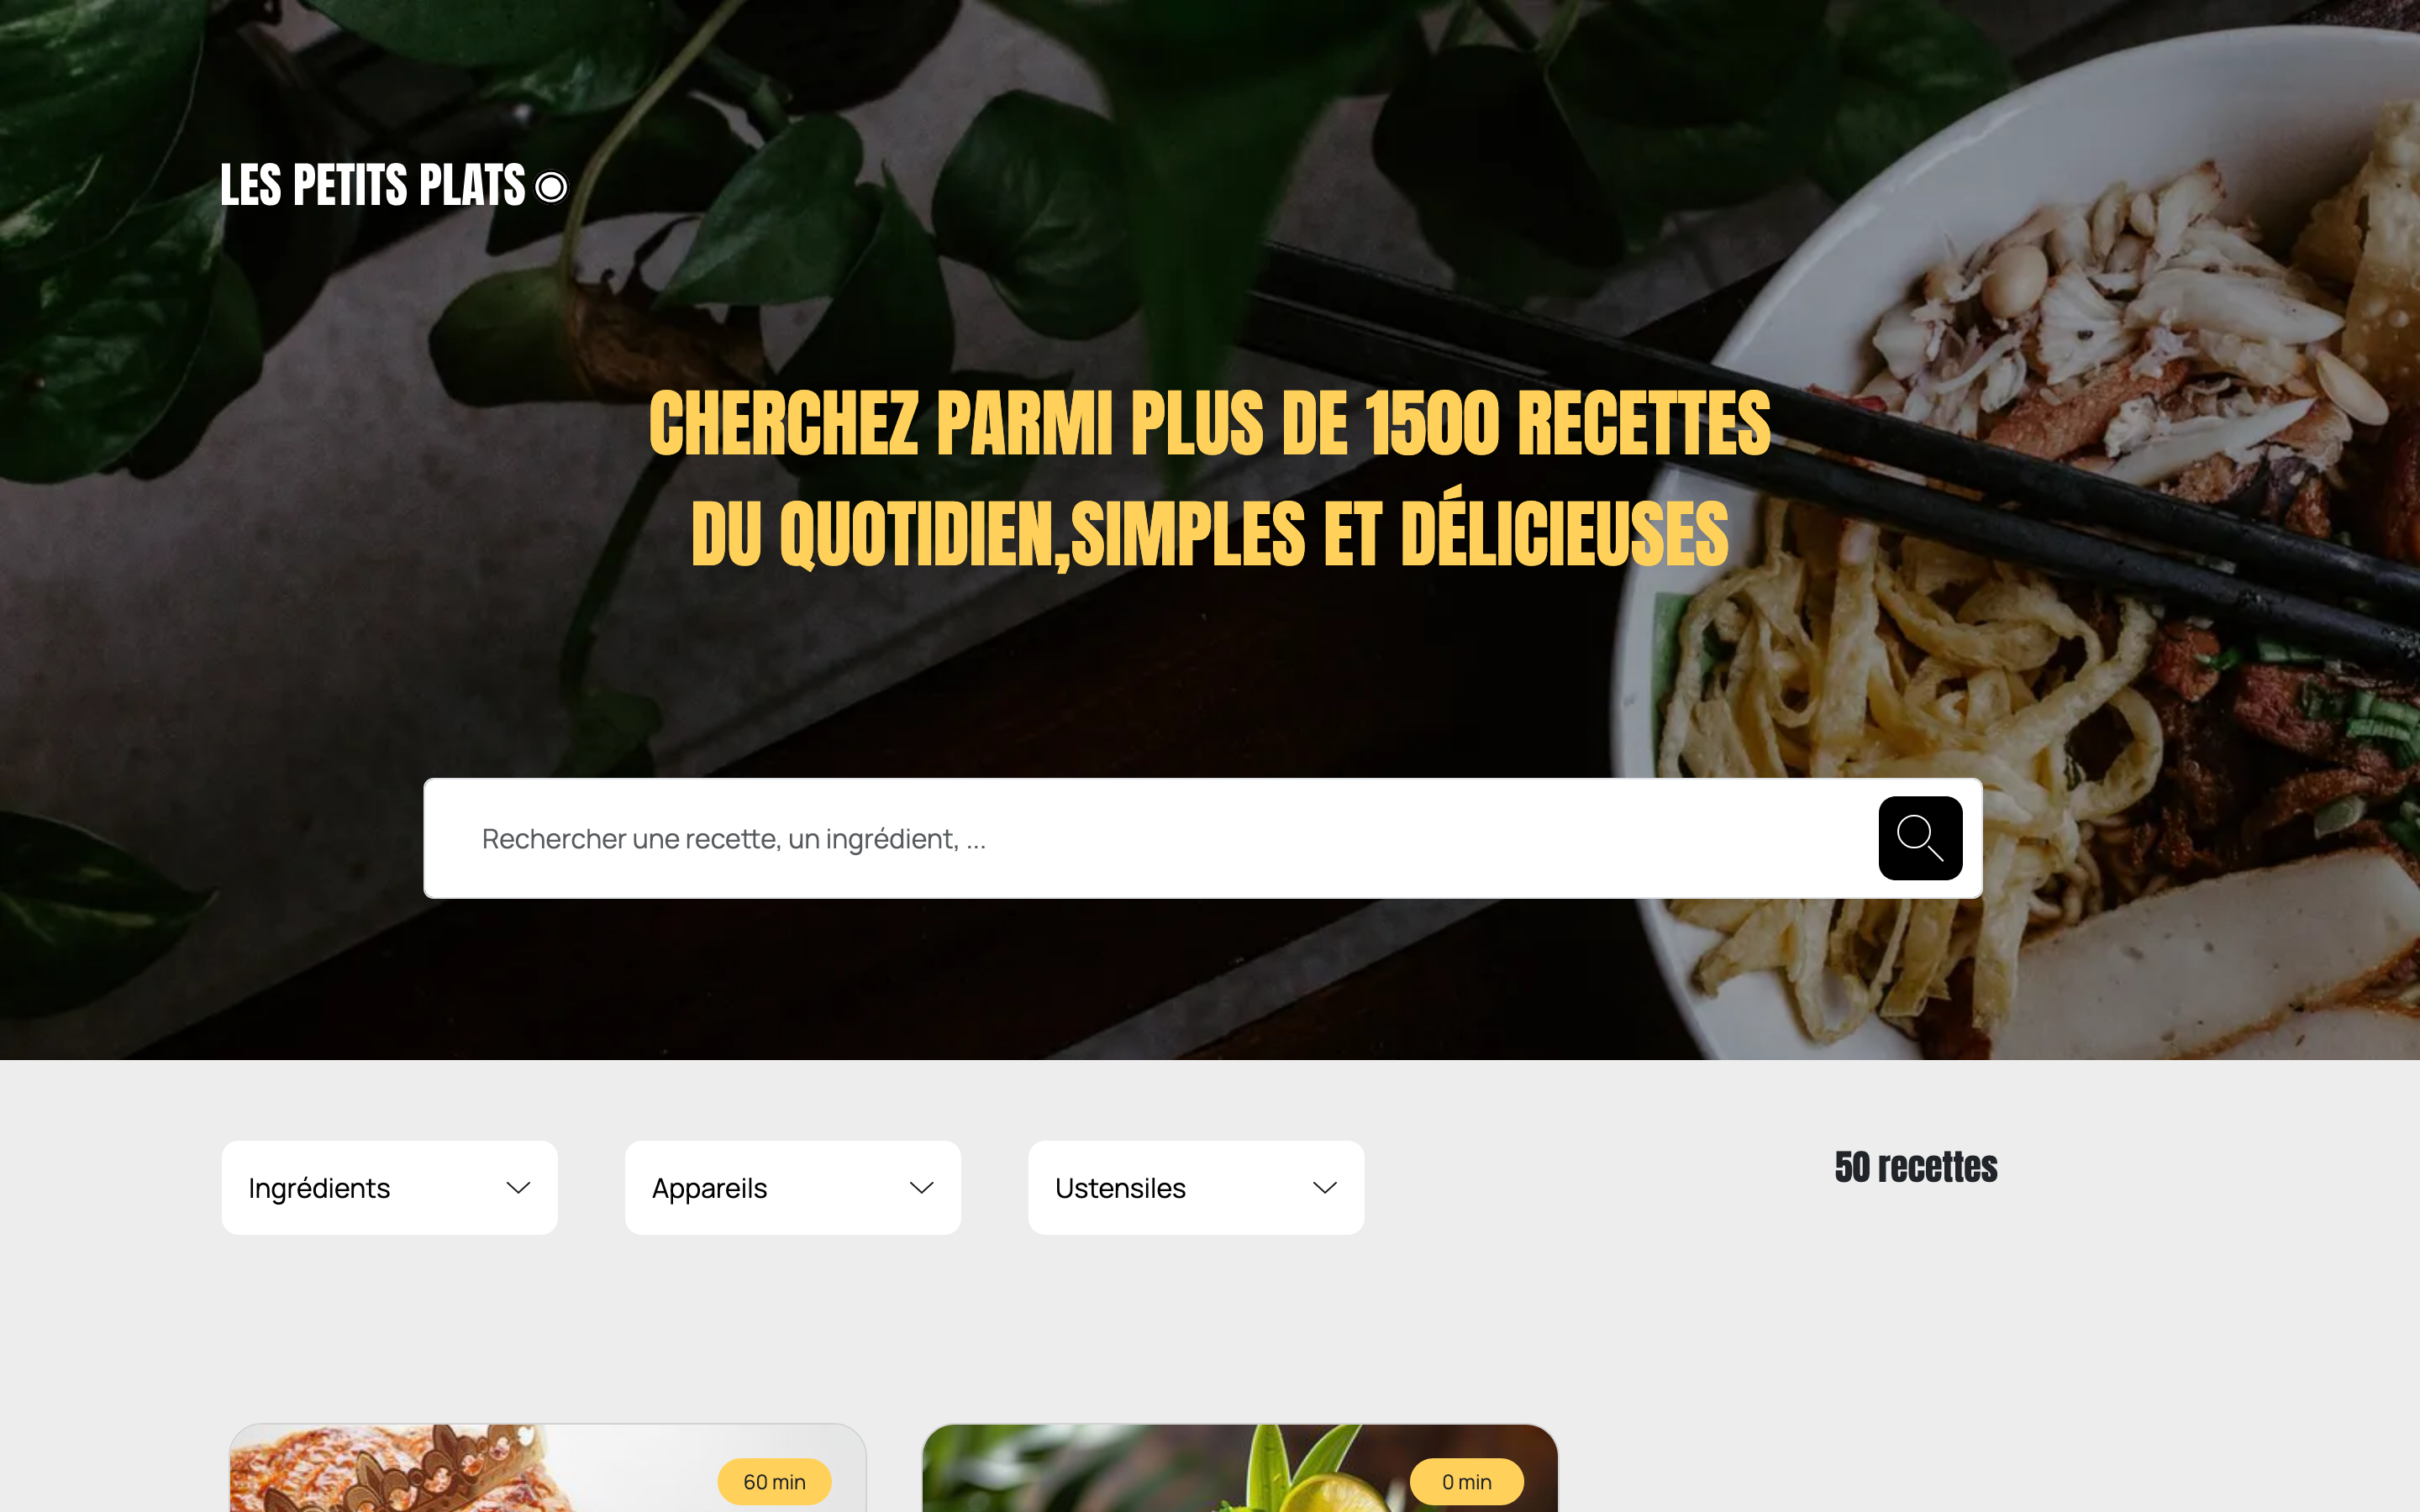 LES PETITS PLATS
CHERCHEZ PARMI PLUS DE 1500 RECETTES
DU QUOTIDIEN,SIMPLES ET DÉLICIEUSES
Rechercher une recette, un ingrédient, ...
Ingrédients
Appareils
Ustensiles
50 recettes
60 min
0 min